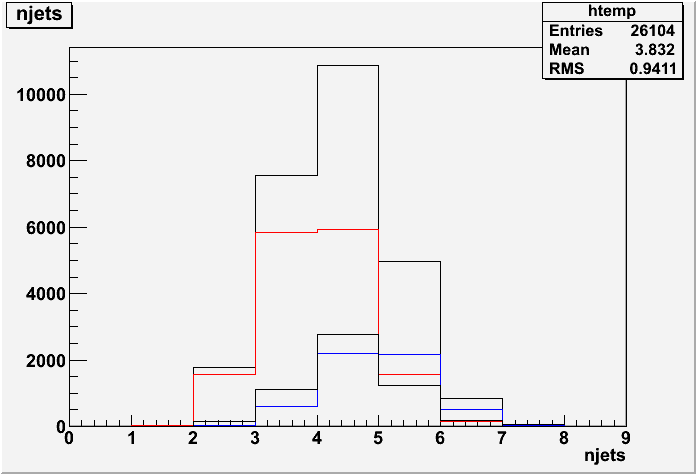 njets
htemp
Entries 26104
Mean 3.832
RMS 0.9411
10000
8000
6000
4000
2000
0
0 1 2 3 4 5 6 7 8 9
njets